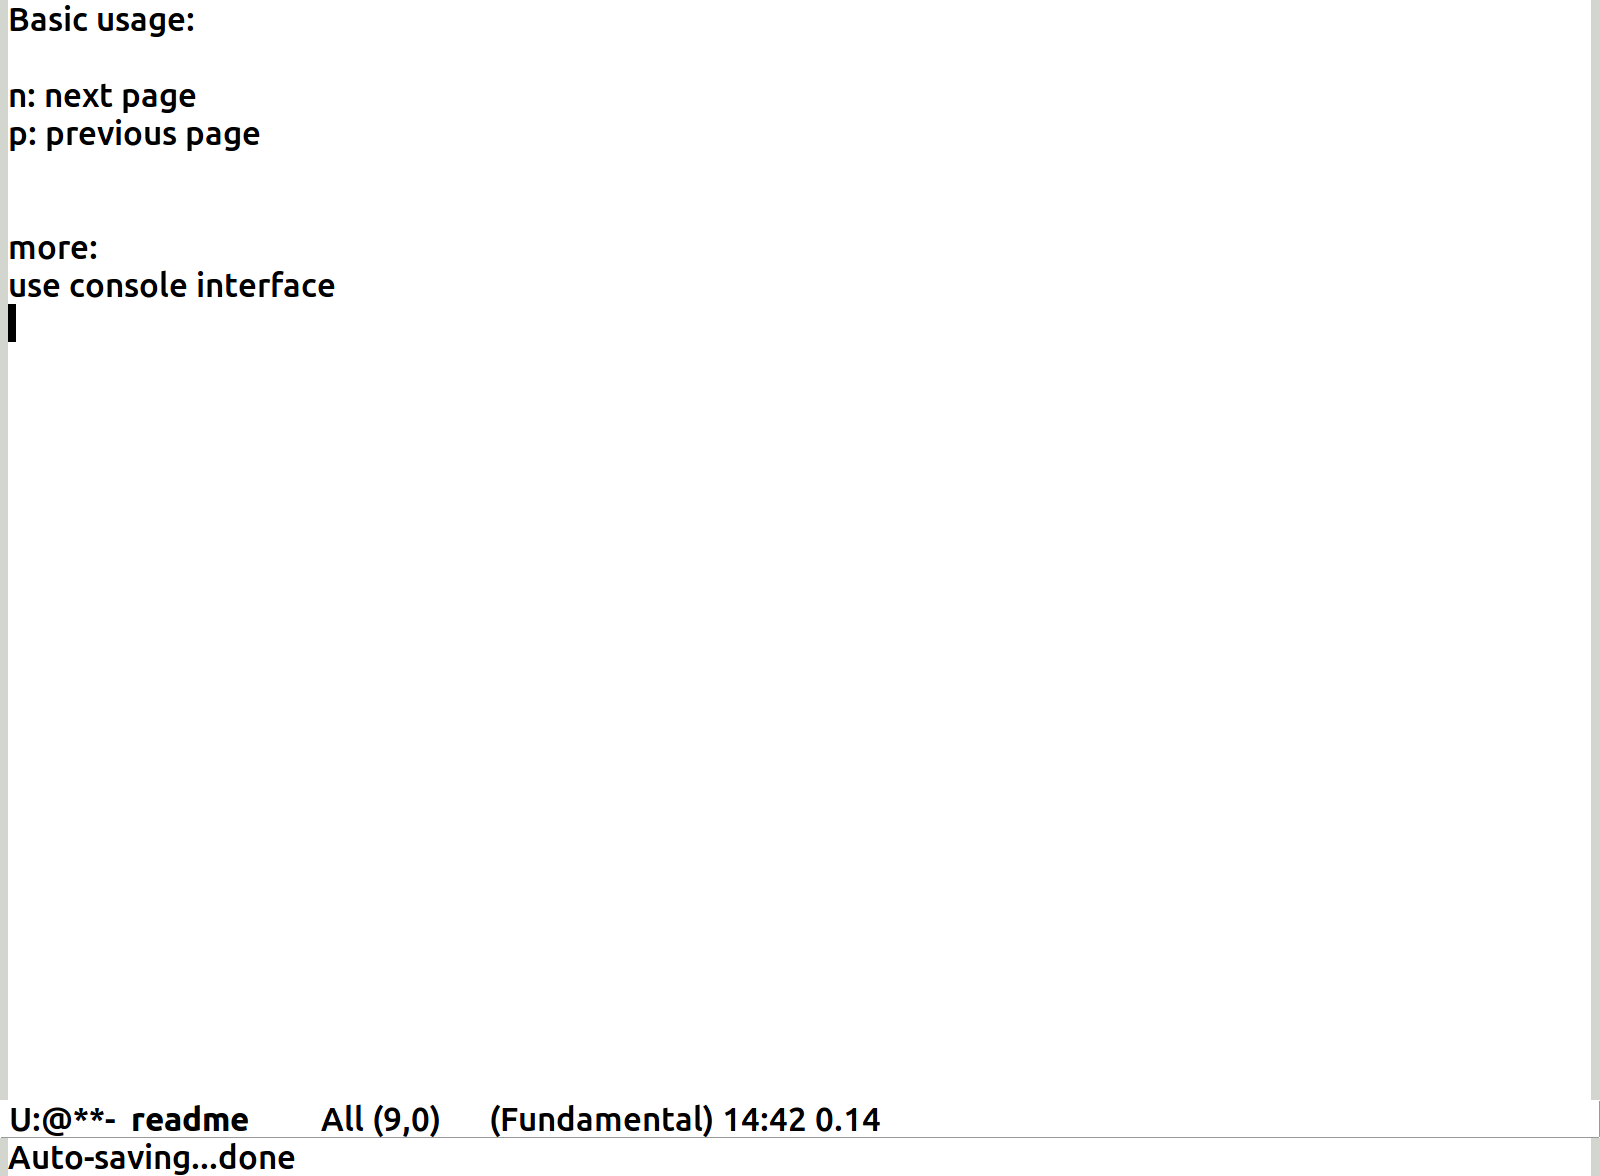 Basic usage:
n: next page
p: previous page
more:
use console interface
U:@**- readme All (9,0) (Fundamental) 14:42 0.14
Auto-saving...done